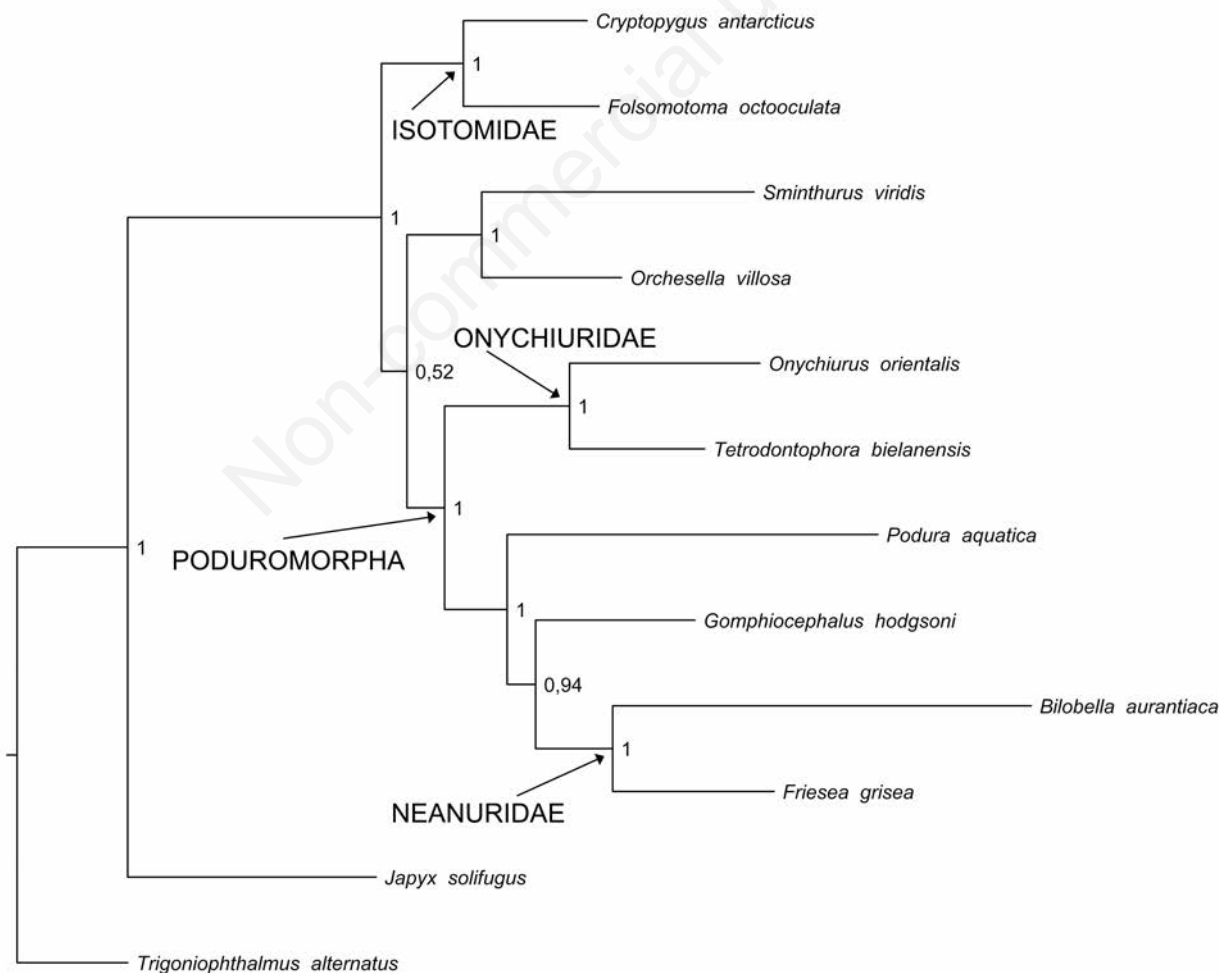 Cryptopygus antarcticus
1
Folsomotoma octooculata
ISOTOMIDAE
Sminthurus viridis
1
1
Orchesella villosa
ONYCHIURIDAE
Onychiurus orientalis
0,52
1
Tetrodontophora bielanensis
1
Podura aquatica
1
PODUROMORPHA
1
Gomphiocephalus hodgsoni
0,94
Bilobella aurantiaca
1
Friesea grisea
NEANURIDAE
Japyx solifugus
Trigoniophthalmus alternatus
Non-commercial